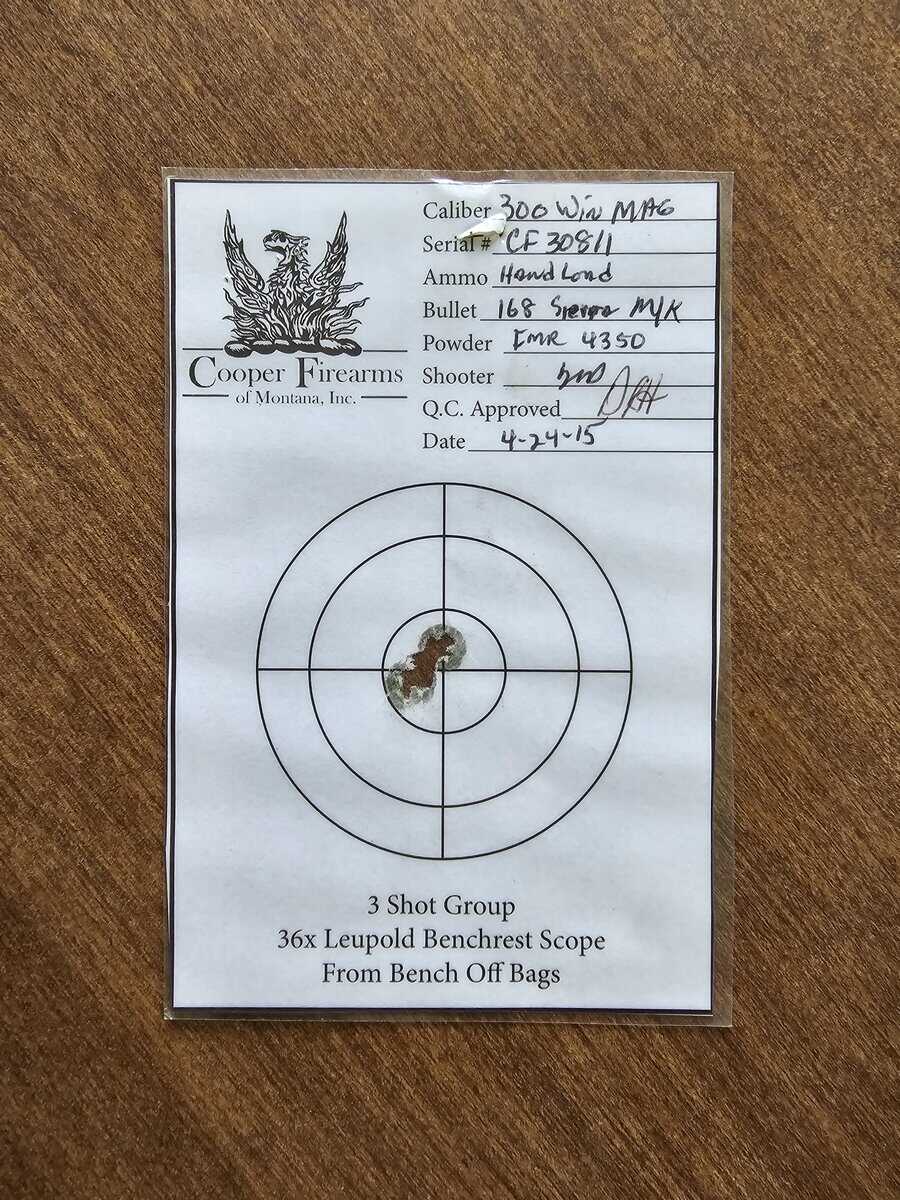 Cooper Firearms
of Montana, Inc.
Caliber 300 Win MAG
Serial # CF 30811
Ammo Hand Load
Bullet 168 Sierra M/K
Powder IMR 4350
Shooter
Q.C. Approved
Date 4-24-15
3 Shot Group
36x Leupold Benchrest Scope
From Bench Off Bags